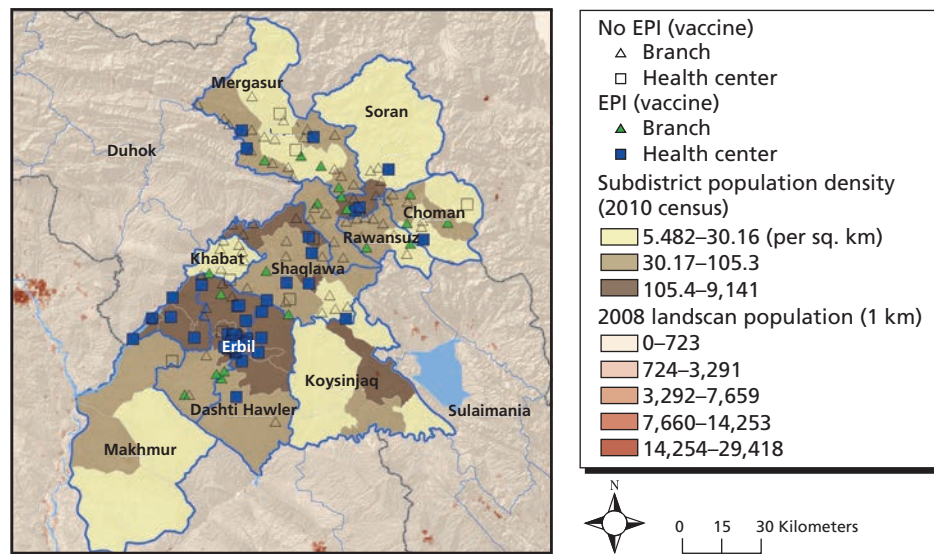 Mergasur
Soran
Duhok
Choman
Rawansuz
Khabat
Shaqlawa
Erbil
Koysinjaq
Sulaimania
Dashti Hawler
Makhmur
No EPI (vaccine)
Branch
Health center
EPI (vaccine)
Branch
Health center
Subdistrict population density
(2010 census)
5.482–30.16 (per sq. km)
30.17–105.3
105.4–9,141
2008 landscan population (1 km)
0–723
724–3,291
3,292–7,659
7,660–14,253
14,254–29,418
N
0 15 30 Kilometers